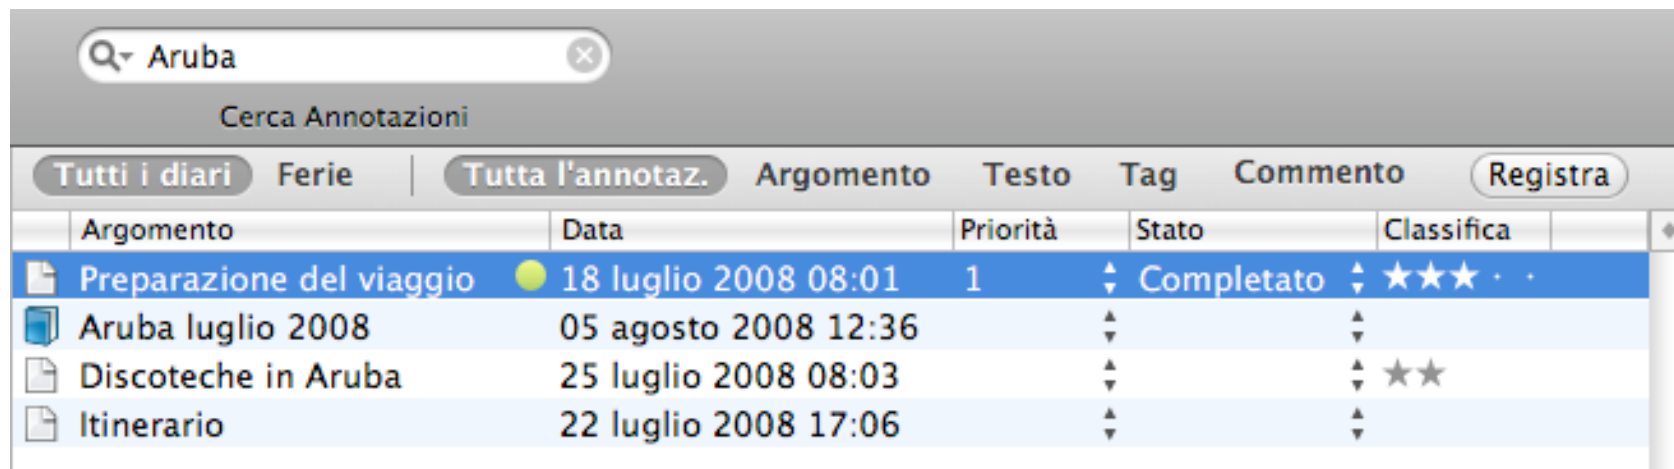 Aruba
Cerca Annotazioni
Tutti i diari Ferie Tutta l'annotaz. Argomento Testo Tag Commento Registra
Argomento Data Priorità Stato Classifica
Preparazione del viaggio 18 luglio 2008 08:01 1 Completato
Aruba luglio 2008 05 agosto 2008 12:36
Discoteche in Aruba 25 luglio 2008 08:03
Itinerario 22 luglio 2008 17:06